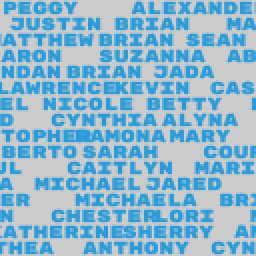 PEGGY ALEXANDE
JUSTIN BRIAN MA
ATTHEW BRIAN SEAN
ARON SUZANNA AB
NDAN BRIAN JADA
LAWRENCE KEVIN CAS
EL NICOLE BETTY
D CYNTHIA ALYNA
TOPHER RAMONA MARY
BERTO SARAH COUR
UL CAITLYN MARI
A MICHAEL JARED
ER MICHAELA BRI
N CHESTER LORI
ATHERINE SHERRY AN
THEA ANTHONY CYN